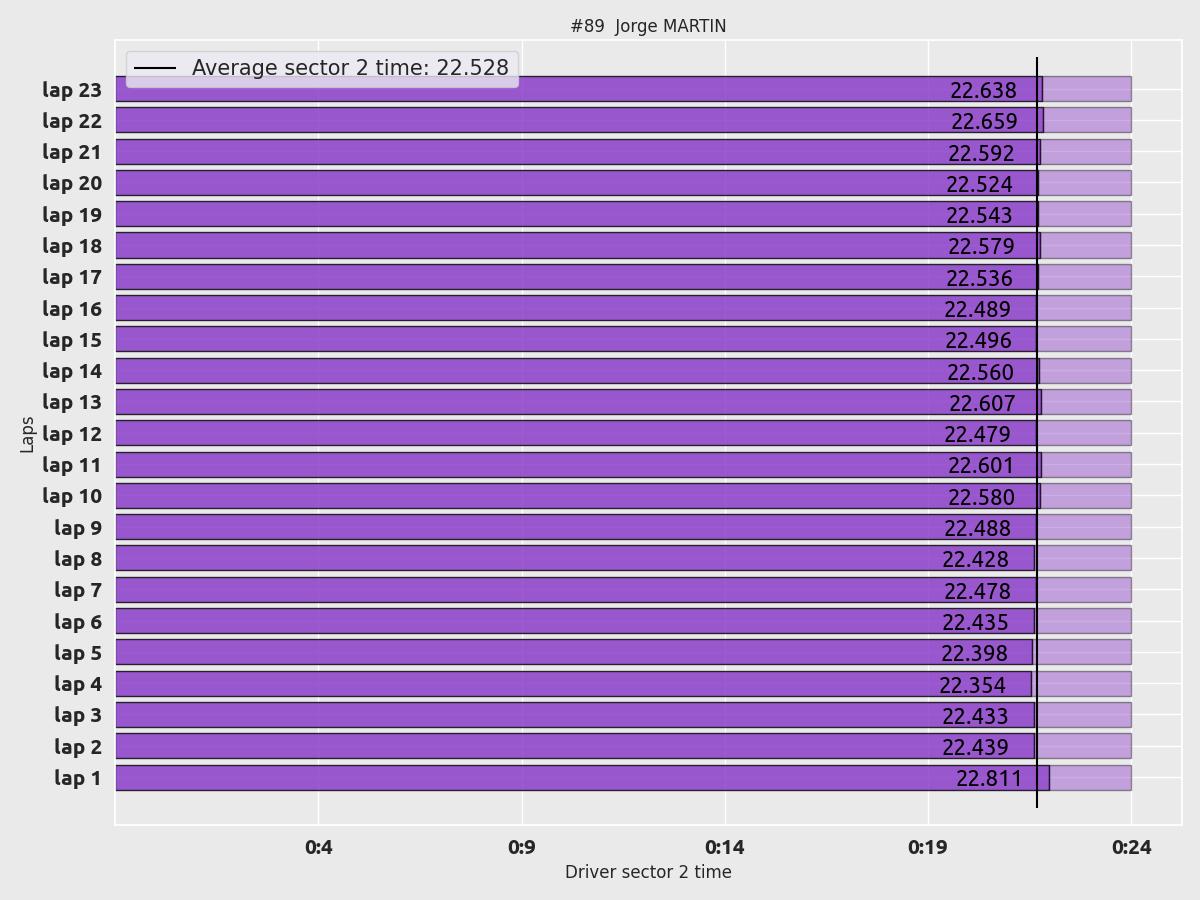 #89 Jorge MARTIN
Average sector 2 time: 22.528
lap 23 22.638
lap 22 22.659
lap 21 22.592
lap 20 22.524
lap 19 22.543
lap 18 22.579
lap 17 22.536
lap 16 22.489
lap 15 22.496
lap 14 22.560
lap 13 22.607
lap 12 22.479
lap 11 22.601
lap 10 22.580
lap 9 22.488
lap 8 22.428
lap 7 22.478
lap 6 22.435
lap 5 22.398
lap 4 22.354
lap 3 22.433
lap 2 22.439
lap 1 22.811
Laps
0:4 0:9 0:14 0:19 0:24
Driver sector 2 time